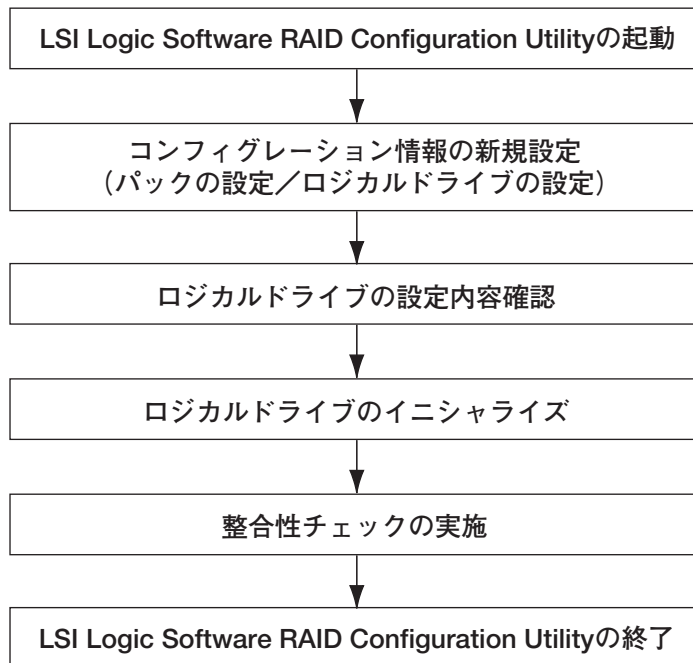 LSI Logic Software RAID Configuration Utilityの起動
コンフィグレーション情報の新規設定
（パックの設定／ロジカルドライブの設定）
ロジカルドライブの設定内容確認
ロジカルドライブのイニシャライズ
整合性チェックの実施
LSI Logic Software RAID Configuration Utilityの終了